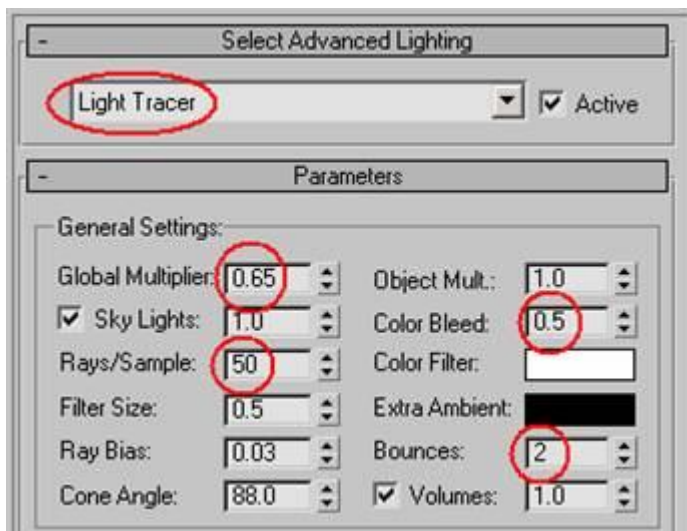 - Select Advanced Lighting
Light Tracer Active
- Parameters
General Settings:
Global Multiplier: 0.65 Object Mult.: 1.0
Sky Lights: 1.0 Color Bleed: 0.5
Rays/Sample: 50 Color Filter:
Filter Size: 0.5 Extra Ambient:
Ray Bias: 0.03 Bounces: 2
Cone Angle: 88.0 Volumes: 1.0